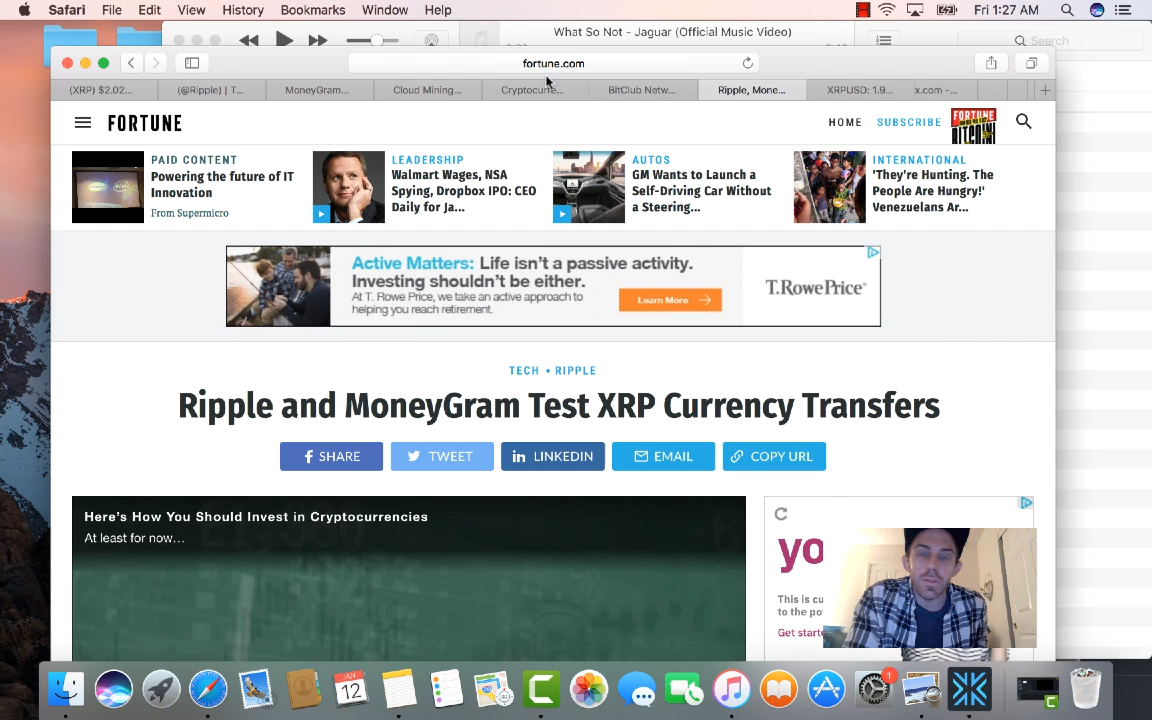 Safari File Edit View History Bookmarks Window Help Fri 1:27 AM
What So Not - Jaguar (Official Music Video)
Search
fortune.com
(XRP) $2.02... (@Ripple) | T... MoneyGram... Cloud Mining... Cryptocurre... BitClub Netw... Ripple, Mone... XRPUSD: 1.9... x.com -...
FORTUNE
HOME SUBSCRIBE
FORTUNE
BITCOIN
PAID CONTENT
Powering the future of IT
Innovation
From Supermicro
LEADERSHIP
Walmart Wages, NSA
Spying, Dropbox IPO: CEO
Daily for Ja...
AUTOS
GM Wants to Launch a
Self-Driving Car Without
a Steering...
INTERNATIONAL
'They're Hunting. The
People Are Hungry!'
Venezuelans Ar...
Active Matters: Life isn't a passive activity.
Investing shouldn't be either.
At T. Rowe Price, we take an active approach to
helping you reach retirement.
Learn More
T.RowePrice
TECH • RIPPLE
Ripple and MoneyGram Test XRP Currency Transfers
SHARE TWEET LINKEDIN EMAIL COPY URL
Here's How You Should Invest in Cryptocurrencies
At least for now...
yo
This is cu
to the po
Get starte
JAN
12
1